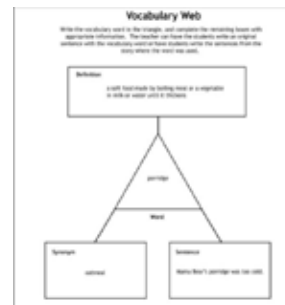 Vocabulary Web
Write the vocabulary word in the triangle, and complete the remaining boxes with
appropriate information. The teacher can have the students write an original
sentence with the vocabulary word or have students write the sentences from the
story where the word was used.
Definition
a soft food made by boiling meal or a vegetable
in milk or water until it thickens
porridge
Word
Synonym
oatmeal
Sentence
Mama Bear's porridge was too cold.